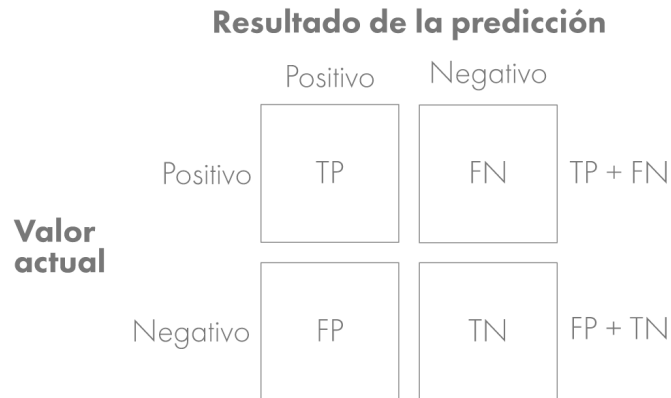 Resultado de la predicción
Positivo Negativo
Positivo TP FN TP + FN
Valor
actual
Negativo FP TN FP + TN